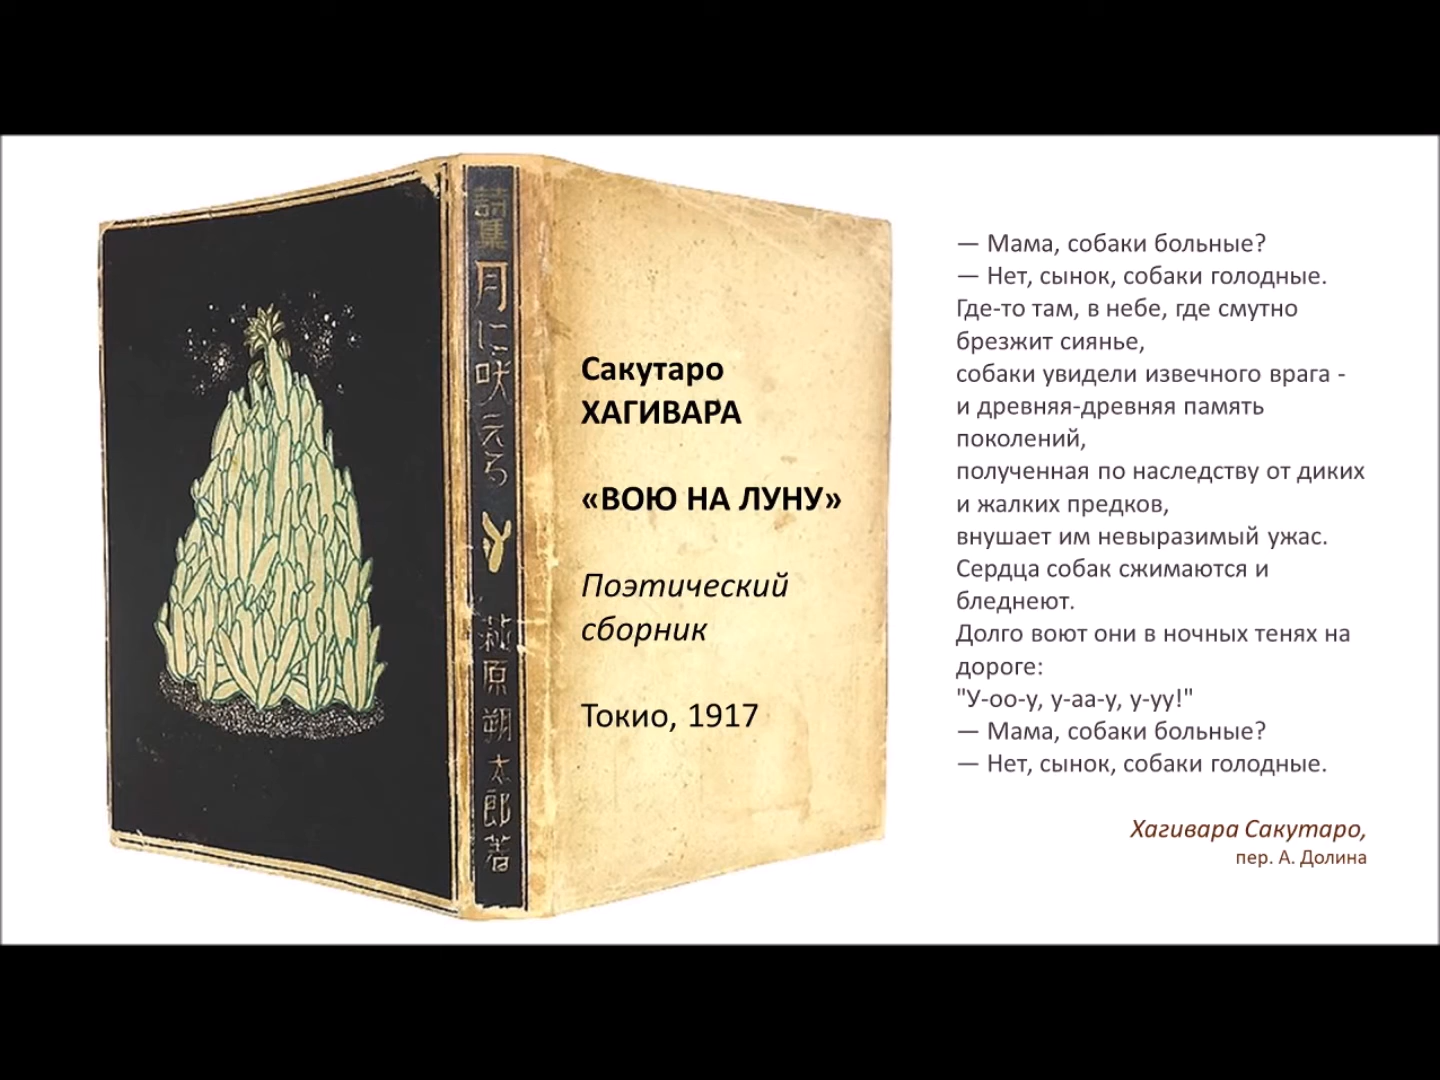 詩集 月に吠える 萩原朔太郎著
Сакутаро
ХАГИВАРА
«ВОЮ НА ЛУНУ»
Поэтический
сборник
Токио, 1917
— Мама, собаки больные?
— Нет, сынок, собаки голодные.
Где-то там, в небе, где смутно
брезжит сиянье,
собаки увидели извечного врага -
и древняя-древняя память
поколений,
полученная по наследству от диких
и жалких предков,
внушает им невыразимый ужас.
Сердца собак сжимаются и
бледнеют.
Долго воют они в ночных тенях на
дороге:
"У-оо-у, у-аа-у, у-уу!"
— Мама, собаки больные?
— Нет, сынок, собаки голодные.
Хагивара Сакутаро,
пер. А. Долина